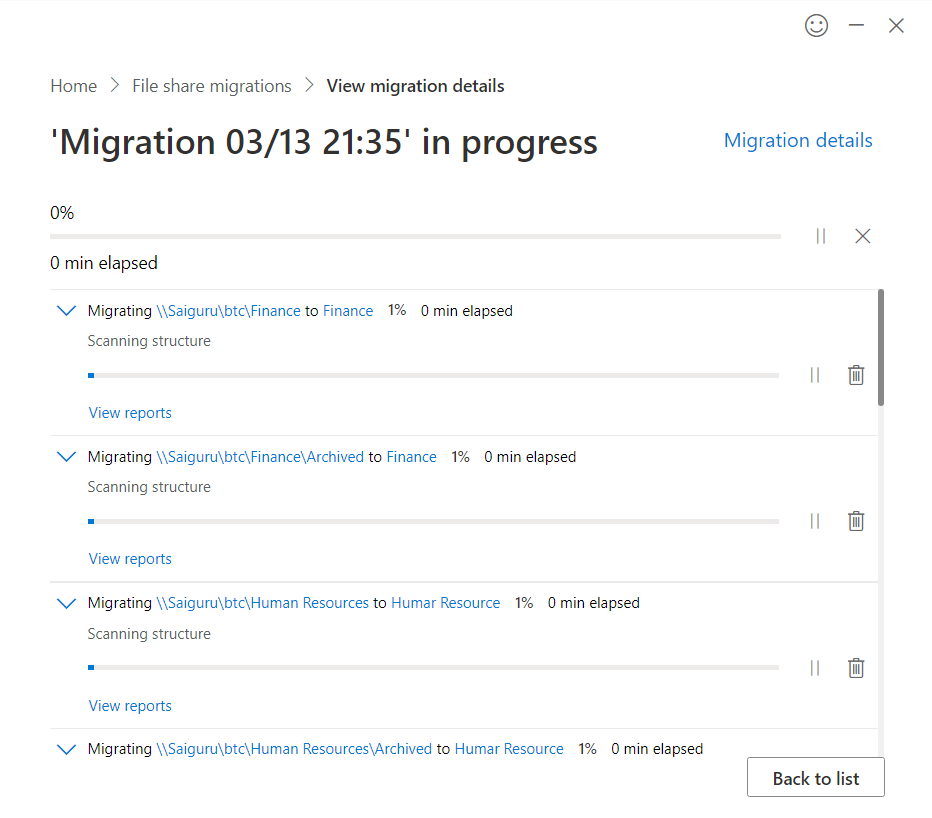 Home > File share migrations > View migration details
'Migration 03/13 21:35' in progress Migration details
0%
0 min elapsed
Migrating \\Saiguru\btc\Finance to Finance 1% 0 min elapsed
Scanning structure
View reports
Migrating \\Saiguru\btc\Finance\Archived to Finance 1% 0 min elapsed
Scanning structure
View reports
Migrating \\Saiguru\btc\Human Resources to Humar Resource 1% 0 min elapsed
Scanning structure
View reports
Migrating \\Saiguru\btc\Human Resources\Archived to Humar Resource 1% 0 min elapsed
Back to list